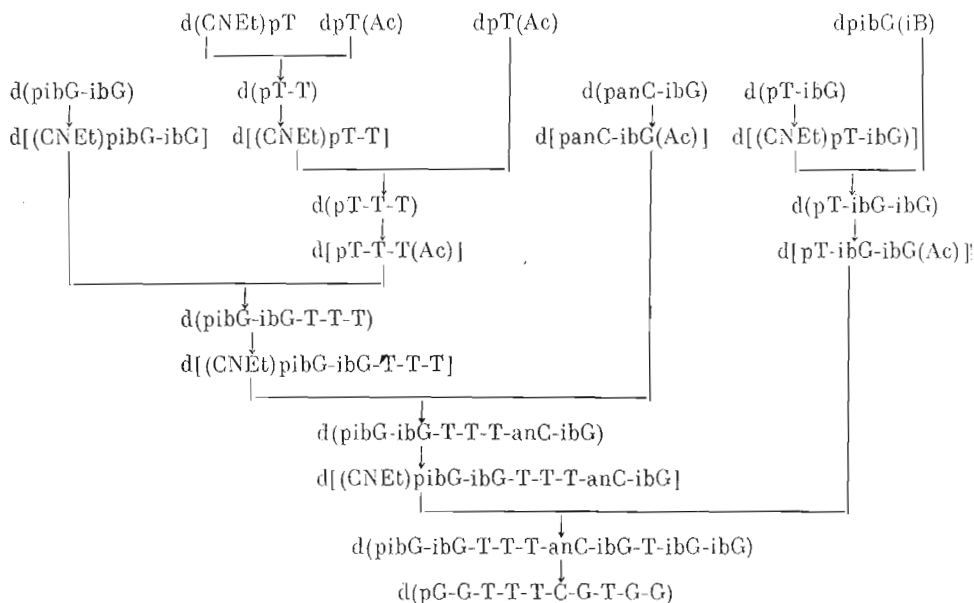 d(CNEt)pT dpT(Ac) dpT(Ac) dpibG(iB)
d(pibG-ibG) d(pT-T) d(panC-ibG) d(pT-ibG)
d[(CNEt)pibG-ibG] d[(CNEt)pT-T] d[panC-ibG(Ac)] d[(CNEt)pT-ibG)]
d(pT-T-T) d(pT-ibG-ibG)
d[pT-T-T(Ac)] d[pT-ibG-ibG(Ac)]
d(pibG-ibG-T-T-T)
d[(CNEt)pibG-ibG-T-T-T]
d(pibG-ibG-T-T-T-anC-ibG)
d[(CNEt)pibG-ibG-T-T-T-anC-ibG]
d(pibG-ibG-T-T-T-anC-ibG-T-ibG-ibG)
d(pG-G-T-T-T-C-G-T-G-G)